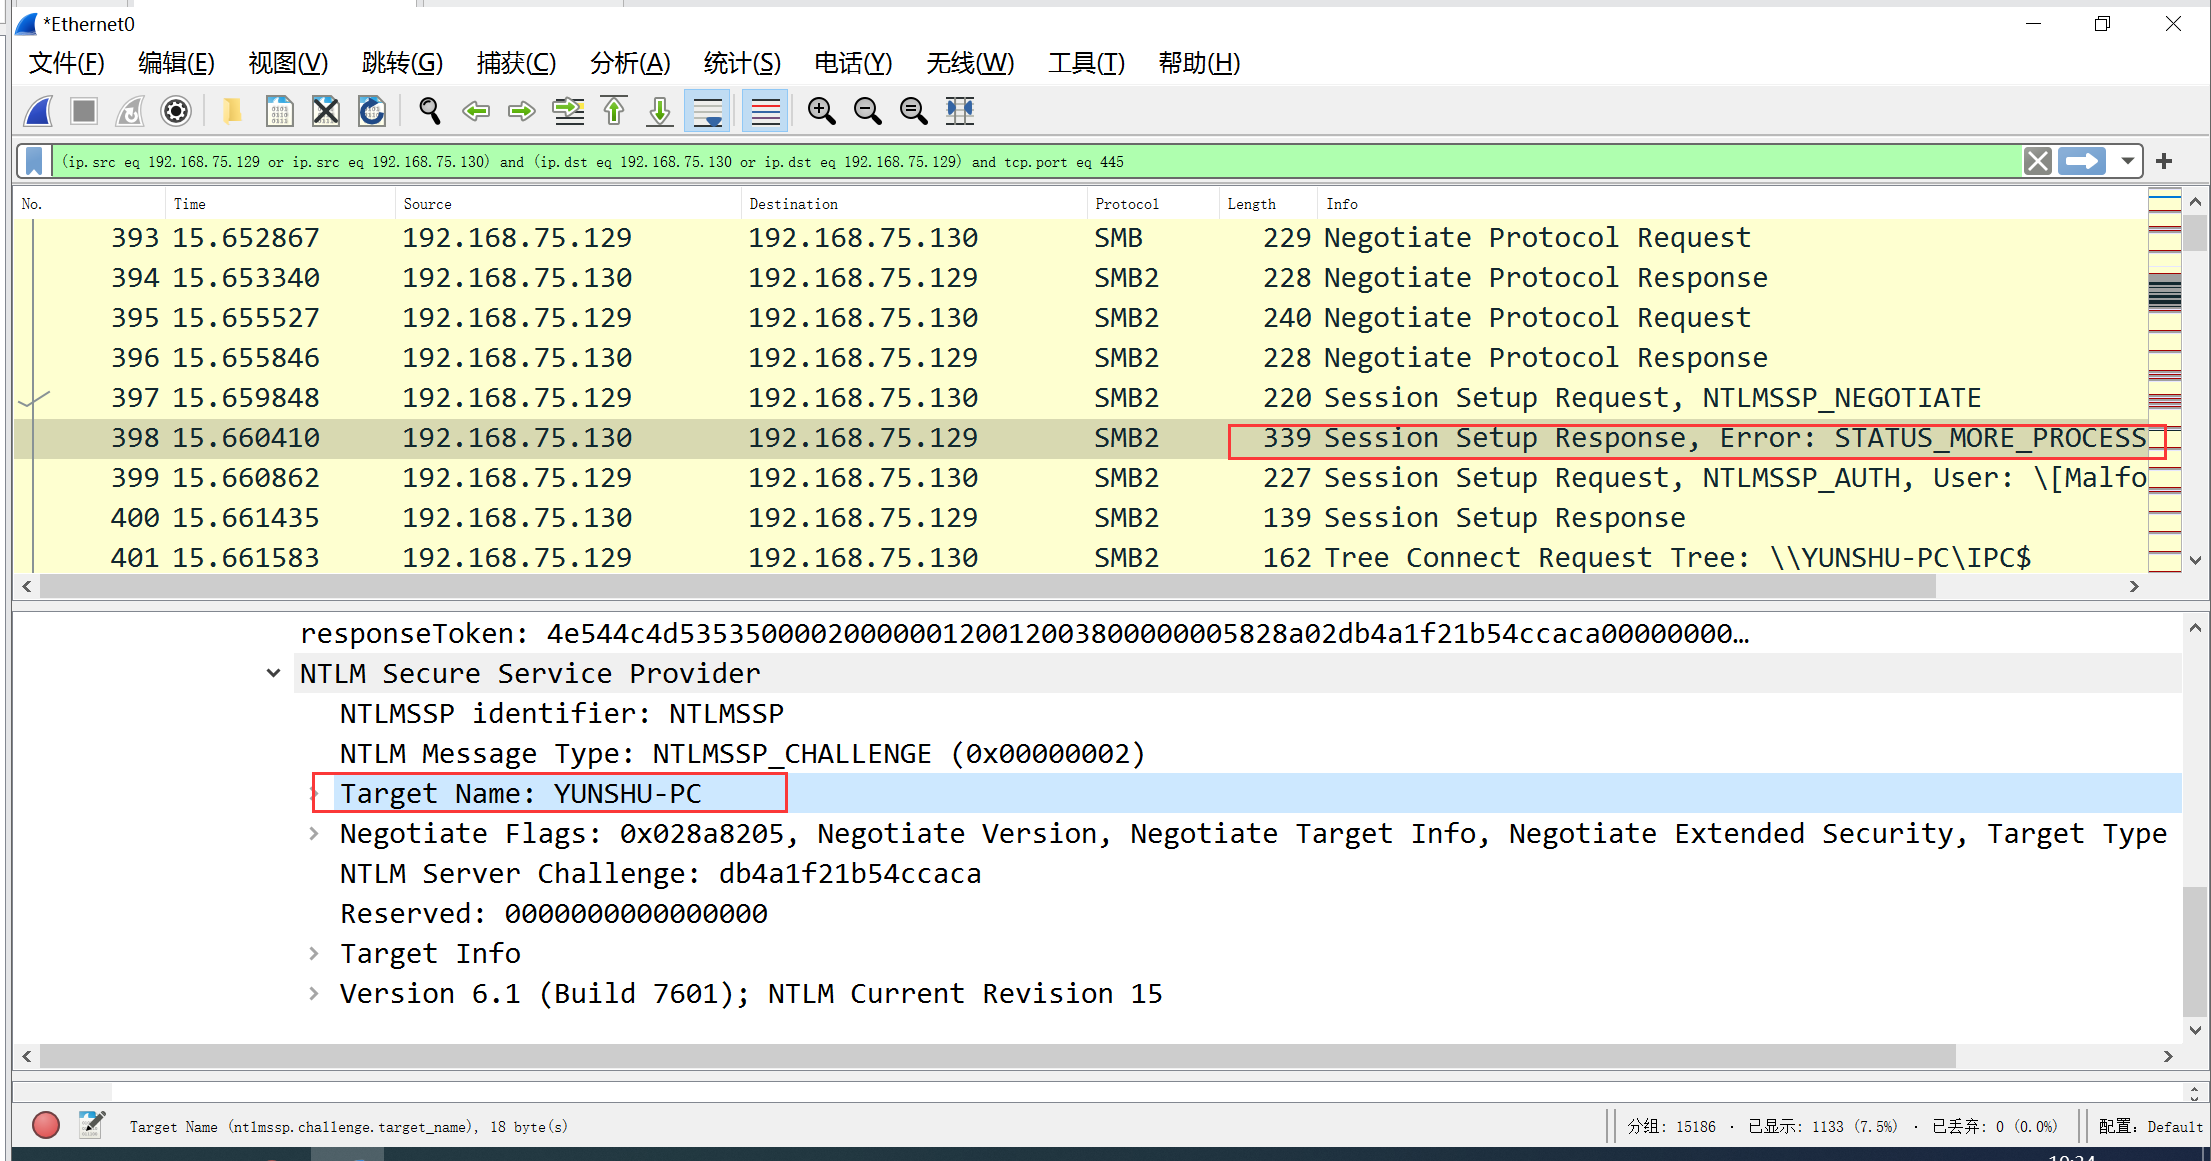 *Ethernet0
文件(F) 编辑(E) 视图(V) 跳转(G) 捕获(C) 分析(A) 统计(S) 电话(Y) 无线(W) 工具(T) 帮助(H)
(ip.src eq 192.168.75.129 or ip.src eq 192.168.75.130) and (ip.dst eq 192.168.75.130 or ip.dst eq 192.168.75.129) and tcp.port eq 445
No. Time Source Destination Protocol Length Info
393 15.652867 192.168.75.129 192.168.75.130 SMB 229 Negotiate Protocol Request
394 15.653340 192.168.75.130 192.168.75.129 SMB2 228 Negotiate Protocol Response
395 15.655527 192.168.75.129 192.168.75.130 SMB2 240 Negotiate Protocol Request
396 15.655846 192.168.75.130 192.168.75.129 SMB2 228 Negotiate Protocol Response
397 15.659848 192.168.75.129 192.168.75.130 SMB2 220 Session Setup Request, NTLMSSP_NEGOTIATE
398 15.660410 192.168.75.130 192.168.75.129 SMB2 339 Session Setup Response, Error: STATUS_MORE_PROCESS
399 15.660862 192.168.75.129 192.168.75.130 SMB2 227 Session Setup Request, NTLMSSP_AUTH, User: \[Malfo
400 15.661435 192.168.75.130 192.168.75.129 SMB2 139 Session Setup Response
401 15.661583 192.168.75.129 192.168.75.130 SMB2 162 Tree Connect Request Tree: \\YUNSHU-PC\IPC$
responseToken: 4e544c4d5353500002000000120012003800000005828a02db4a1f21b54ccaca00000000…
NTLM Secure Service Provider
NTLMSSP identifier: NTLMSSP
NTLM Message Type: NTLMSSP_CHALLENGE (0x00000002)
Target Name: YUNSHU-PC
Negotiate Flags: 0x028a8205, Negotiate Version, Negotiate Target Info, Negotiate Extended Security, Target Type
NTLM Server Challenge: db4a1f21b54ccaca
Reserved: 0000000000000000
Target Info
Version 6.1 (Build 7601); NTLM Current Revision 15
Target Name (ntlmssp.challenge.target_name), 18 byte(s) 分组: 15186 · 已显示: 1133 (7.5%) · 已丢弃: 0 (0.0%) 配置: Default